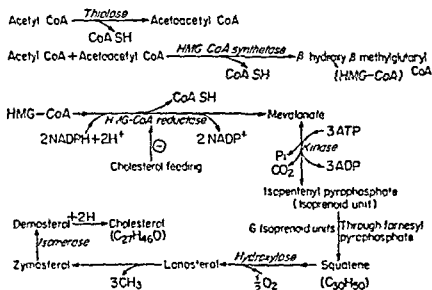 Acetyl CoA Thiolase Acetoacetyl CoA
CoA SH
Acetyl CoA + Acetoacetyl CoA HMG CoA synthetase β hydroxy β methylglutaryl CoA
CoA SH (HMG-CoA)
CoA SH
HMG-CoA HMG-CoA reductase Mevalonate
2NADPH+2H⁺ 2NADP⁺
⊖
Cholesterol feeding
3ATP
Pi Kinase
CO₂ 3ADP
Isopentenyl pyrophosphate
(Isoprenoid unit)
Demosterol +2H Cholesterol
(C₂₇H₄₆O)
6 Isoprenoid units Through farnesyl
pyrophosphate
Isomerase
Zymosterol Lanosterol Hydroxylase Squatene
3CH₃ ½O₂ (C₃₀H₅₀)